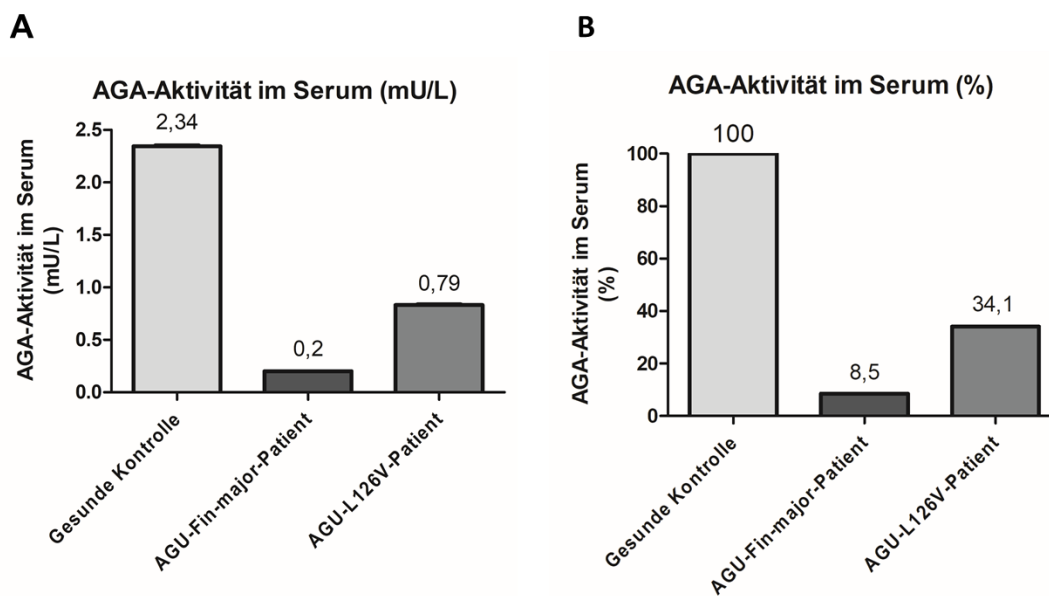 A
AGA-Aktivität im Serum (mU/L)
AGA-Aktivität im Serum
(mU/L)
2.5
2.0
1.5
1.0
0.5
0.0
2,34
0,2
0,79
Gesunde Kontrolle
AGU-Fin-major-Patient
AGU-L126V-Patient
B
AGA-Aktivität im Serum (%)
AGA-Aktivität im Serum
(%)
100
80
60
40
20
0
100
8,5
34,1
Gesunde Kontrolle
AGU-Fin-major-Patient
AGU-L126V-Patient